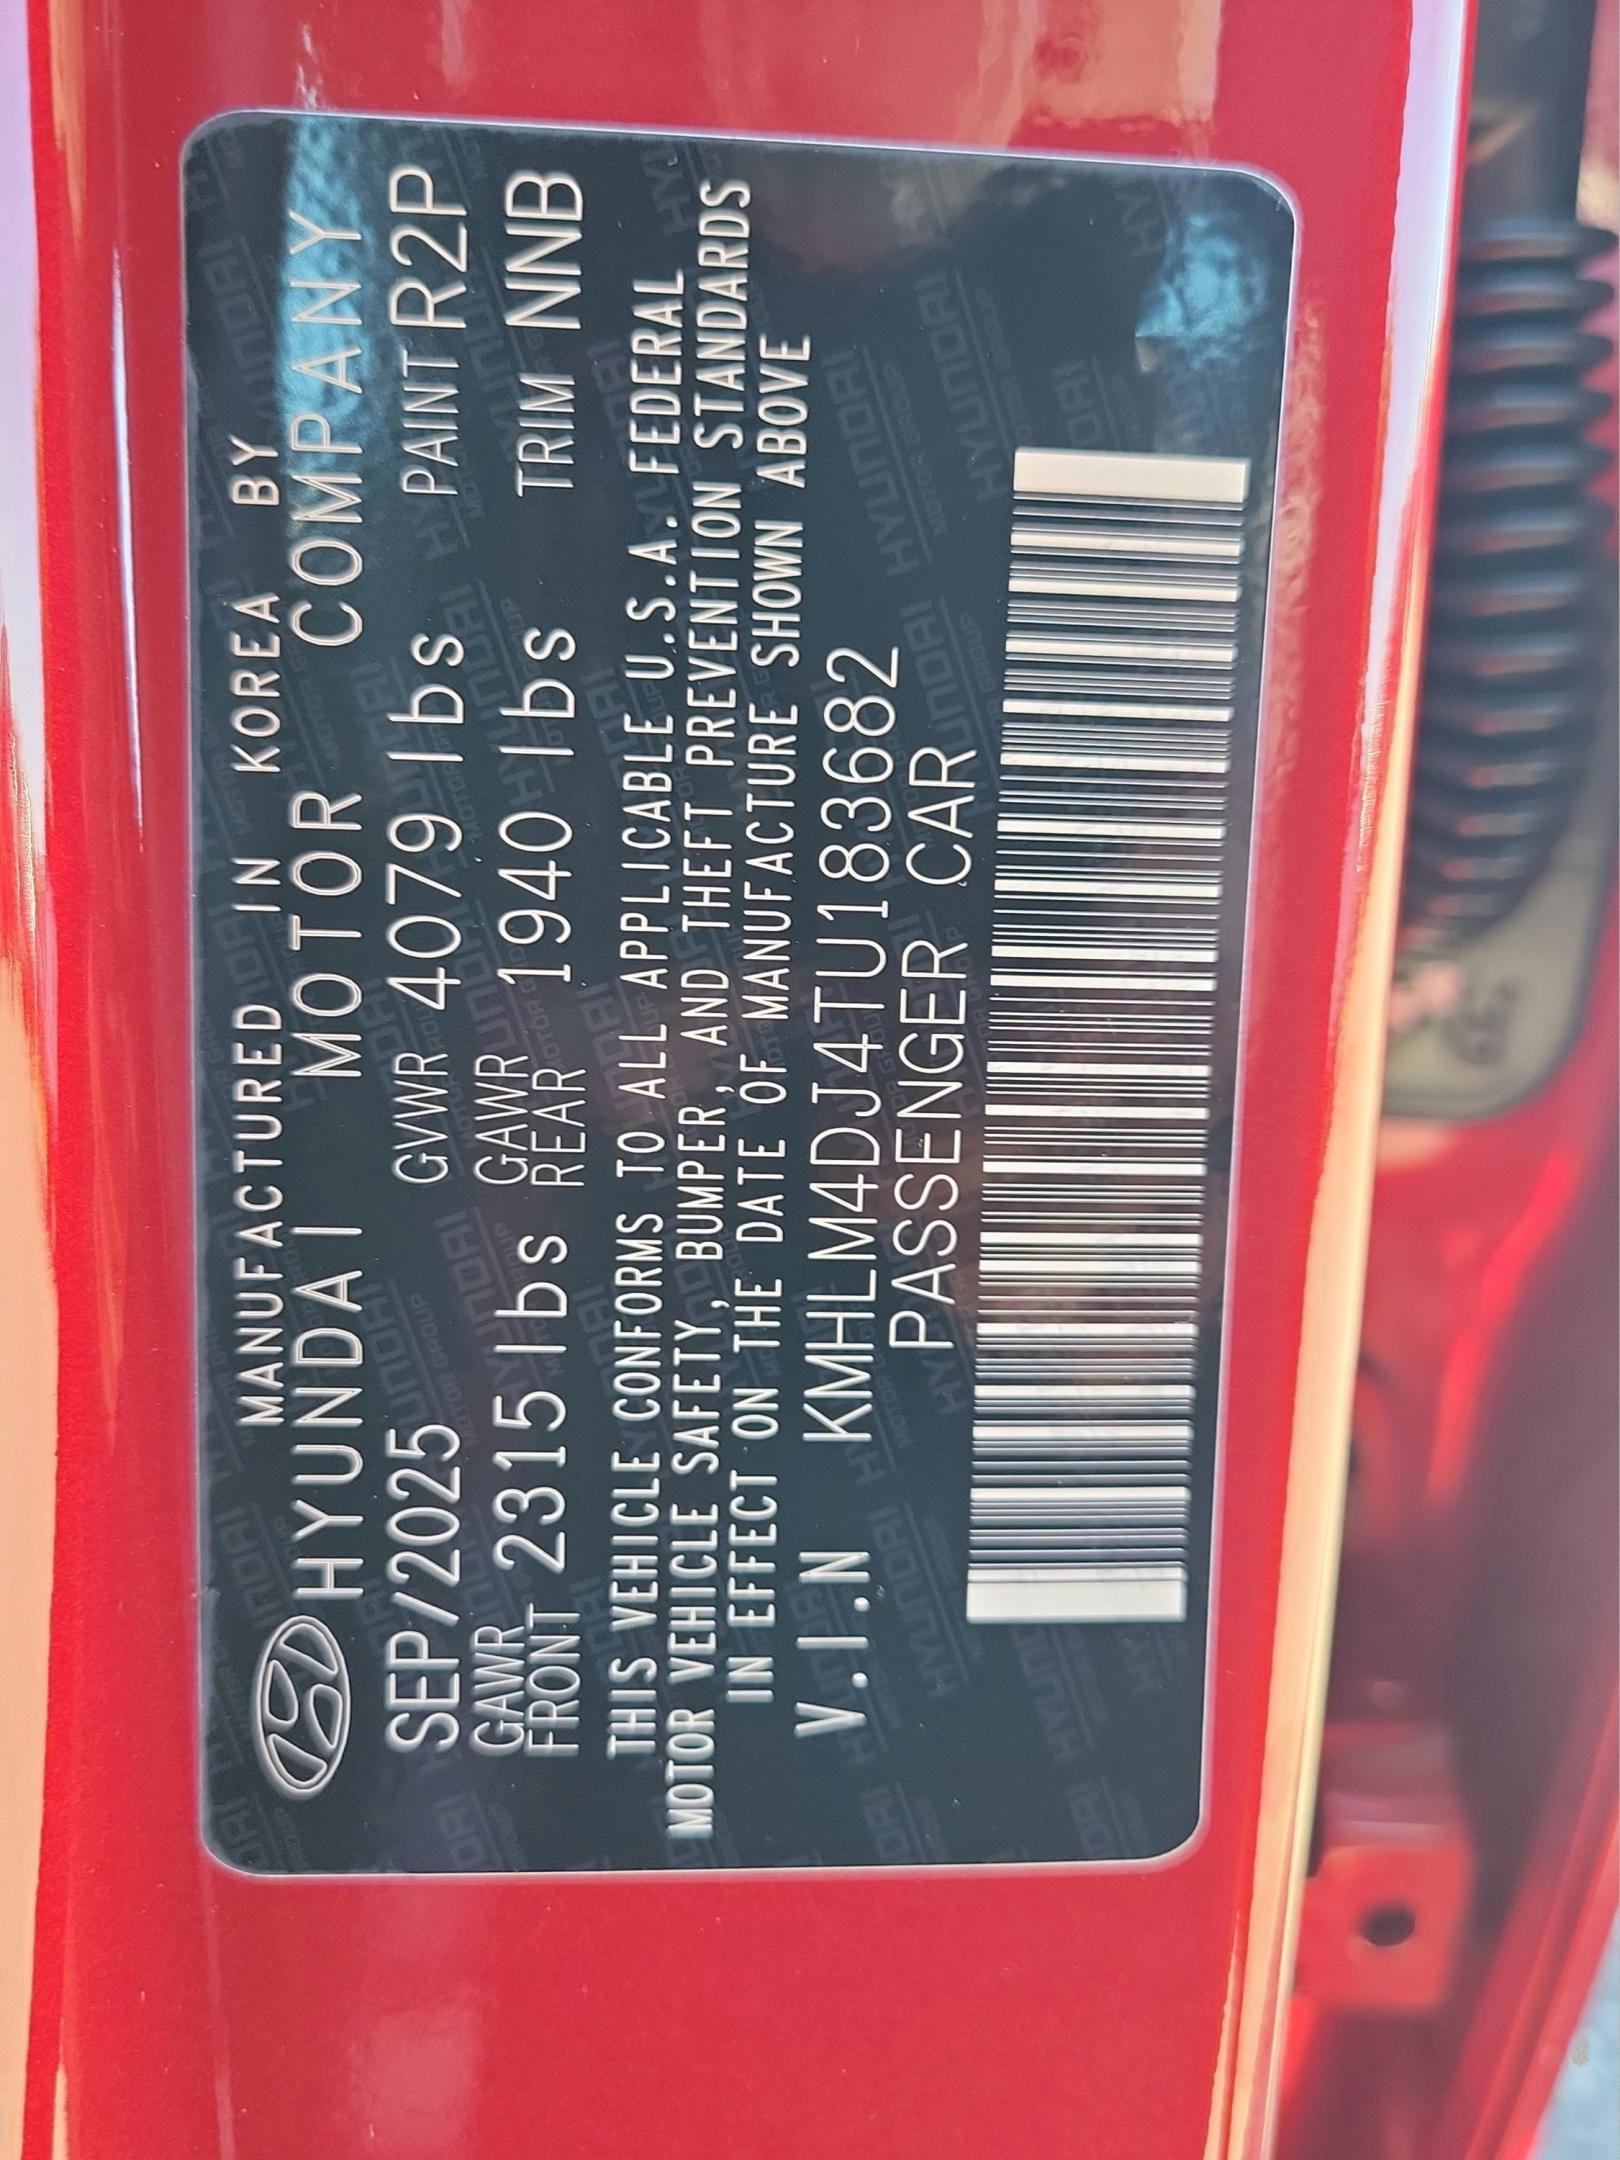 MANUFACTURED IN KOREA BY
HYUNDAI MOTOR COMPANY
SEP/2025 GVWR 4079 lbs PAINT R2P
GAWR FRONT 2315 lbs GAWR REAR 1940 lbs TRIM NNB
THIS VEHICLE CONFORMS TO ALL APPLICABLE U.S.A. FEDERAL
MOTOR VEHICLE SAFETY, BUMPER, AND THEFT PREVENTION STANDARDS
IN EFFECT ON THE DATE OF MANUFACTURE SHOWN ABOVE
V.I.N KMHLM4DJ4TU183682
PASSENGER CAR